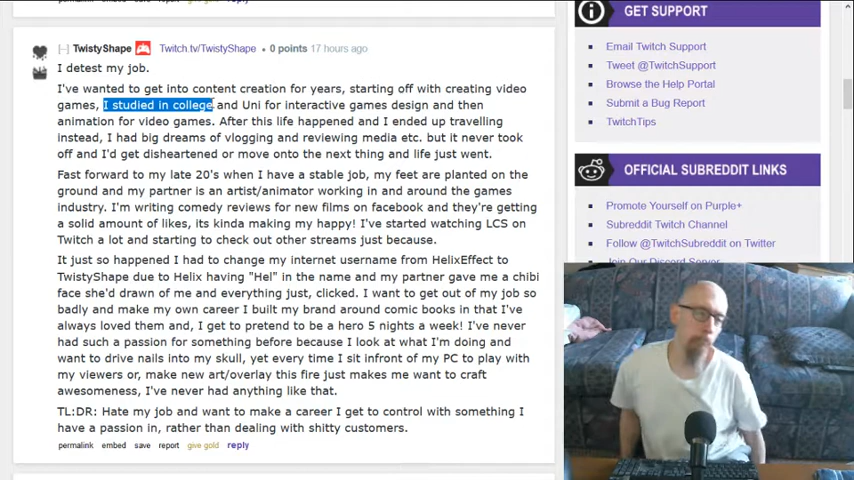 permalink embed save report give gold reply
[-] TwistyShape Twitch.tv/TwistyShape • 0 points 17 hours ago
I detest my job.
I've wanted to get into content creation for years, starting off with creating video
games, I studied in college and Uni for interactive games design and then
animation for video games. After this life happened and I ended up travelling
instead, I had big dreams of vlogging and reviewing media etc. but it never took
off and I'd get disheartened or move onto the next thing and life just went.
Fast forward to my late 20's when I have a stable job, my feet are planted on the
ground and my partner is an artist/animator working in and around the games
industry. I'm writing comedy reviews for new films on facebook and they're getting
a solid amount of likes, its kinda making my happy! I've started watching LCS on
Twitch a lot and starting to check out other streams just because.
It just so happened I had to change my internet username from HelixEffect to
TwistyShape due to Helix having "Hel" in the name and my partner gave me a chibi
face she'd drawn of me and everything just, clicked. I want to get out of my job so
badly and make my own career I built my brand around comic books in that I've
always loved them and, I get to pretend to be a hero 5 nights a week! I've never
had such a passion for something before because I look at what I'm doing and
want to drive nails into my skull, yet every time I sit infront of my PC to play with
my viewers or, make new art/overlay this fire just makes me want to craft
awesomeness, I've never had anything like that.
TL:DR: Hate my job and want to make a career I get to control with something I
have a passion in, rather than dealing with shitty customers.
permalink embed save report give gold reply
GET SUPPORT
Email Twitch Support
Tweet @TwitchSupport
Browse the Help Portal
Submit a Bug Report
TwitchTips
OFFICIAL SUBREDDIT LINKS
Promote Yourself on Purple+
Subreddit Twitch Channel
Follow @TwitchSubreddit on Twitter
Join Our Discord Server